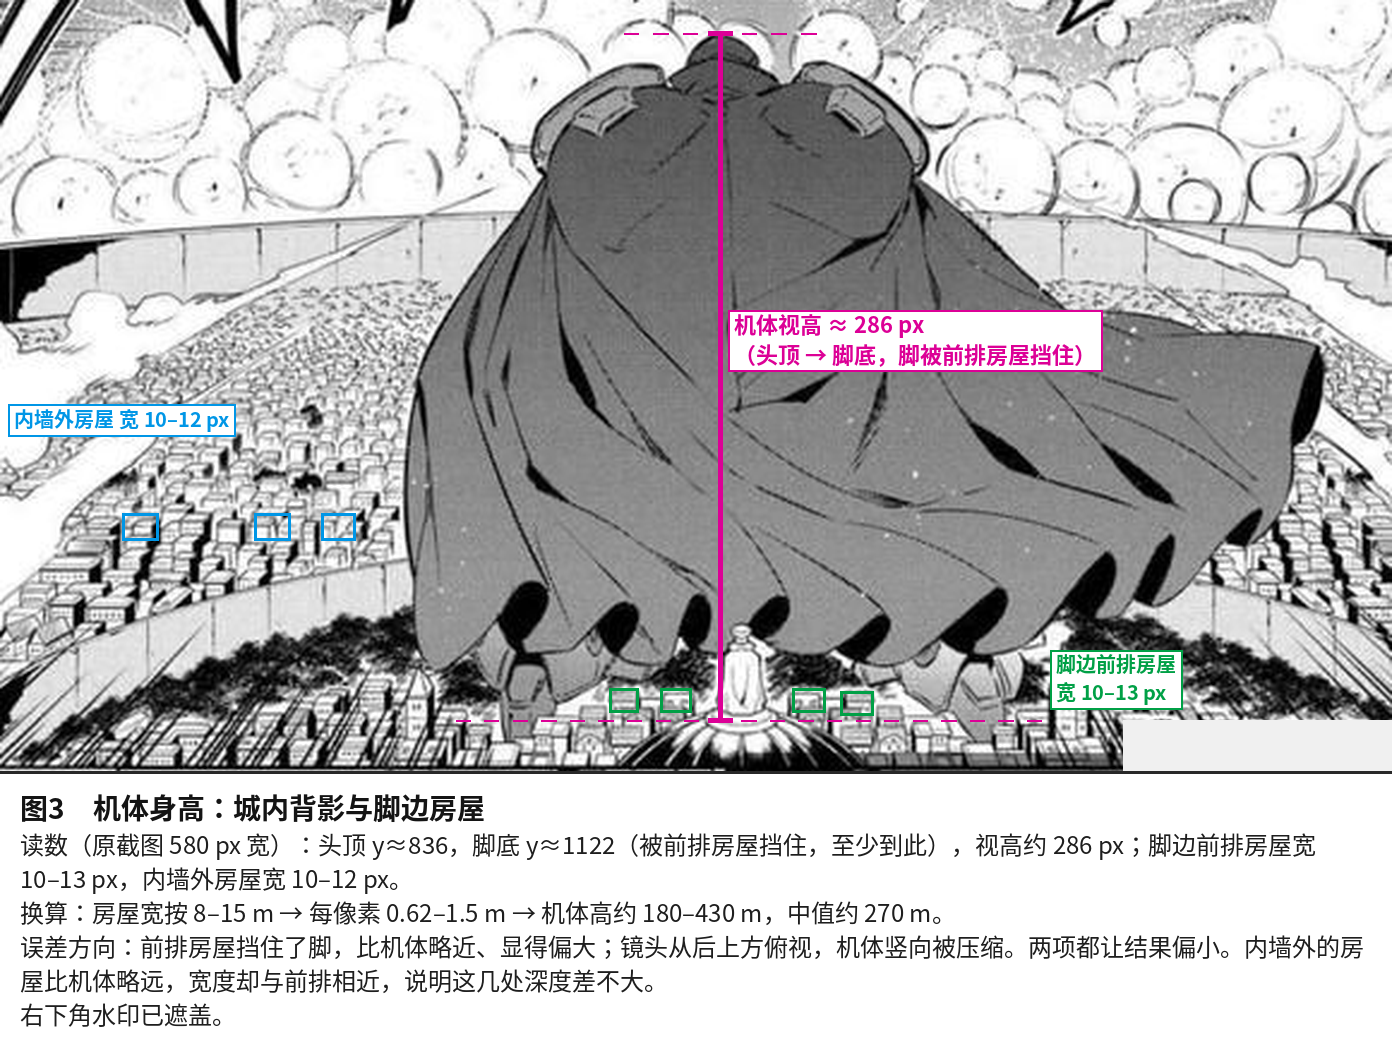 机体视高 ≈ 286 px
（头顶 → 脚底，脚被前排房屋挡住）
内墙外房屋 宽 10–12 px
脚边前排房屋
宽 10–13 px
图3　机体身高：城内背影与脚边房屋
读数（原截图 580 px 宽）：头顶 y≈836，脚底 y≈1122（被前排房屋挡住，至少到此），视高约 286 px；脚边前排房屋宽
10–13 px，内墙外房屋宽 10–12 px。
换算：房屋宽按 8–15 m → 每像素 0.62–1.5 m → 机体高约 180–430 m，中值约 270 m。
误差方向：前排房屋挡住了脚，比机体略近、显得偏大；镜头从后上方俯视，机体竖向被压缩。两项都让结果偏小。内墙外的房
屋比机体略远，宽度却与前排相近，说明这几处深度差不大。
右下角水印已遮盖。